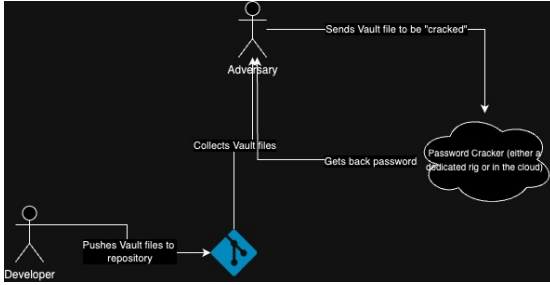 Sends Vault file to be "cracked"
Adversary
Collects Vault files
Password Cracker (either a
dedicated rig or in the cloud)
Gets back password
Pushes Vault files to
repository
Developer